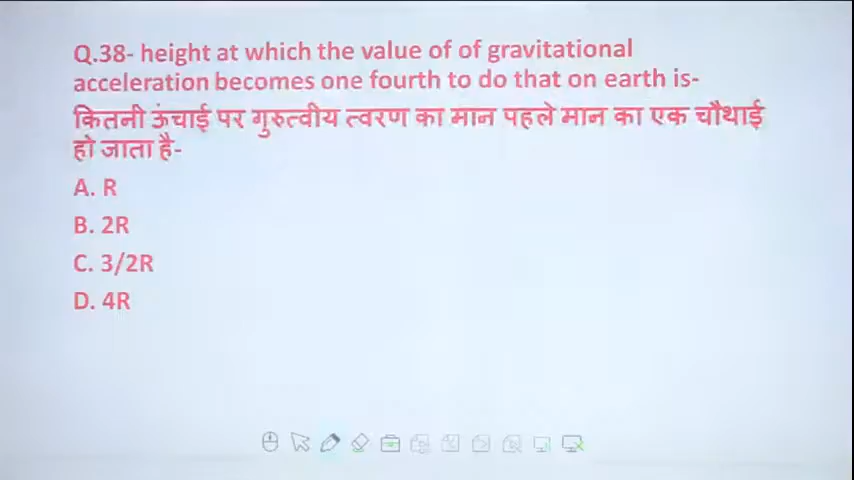 Q.38- height at which the value of of gravitational
acceleration becomes one fourth to do that on earth is-
कितनी ऊंचाई पर गुरुत्वीय त्वरण का मान पहले मान का एक चौथाई
हो जाता है-
A. R
B. 2R
C. 3/2R
D. 4R